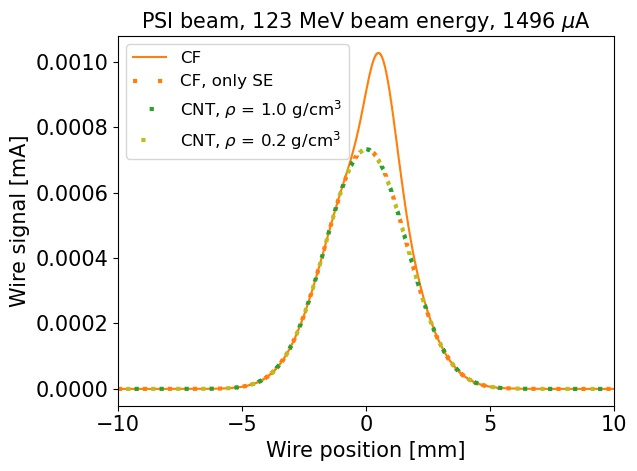 PSI beam, 123 MeV beam energy, 1496 μA
CF
CF, only SE
CNT, ρ = 1.0 g/cm³
CNT, ρ = 0.2 g/cm³
Wire signal [mA]
0.0010
0.0008
0.0006
0.0004
0.0002
0.0000
−10
−5
0
5
10
Wire position [mm]